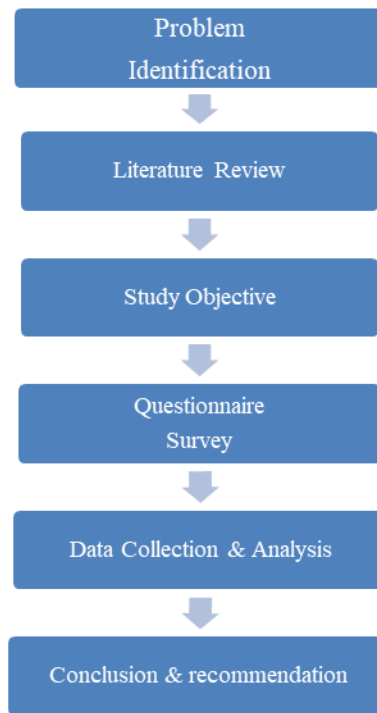 Problem
Identification
Literature Review
Study Objective
Questionnaire
Survey
Data Collection & Analysis
Conclusion & recommendation